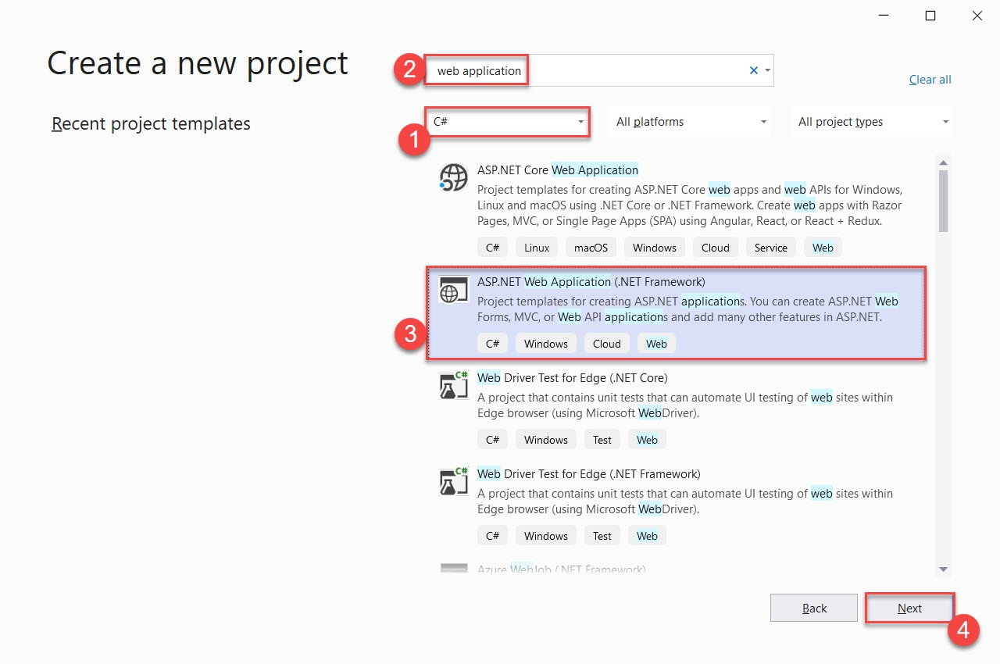 Create a new project
Recent project templates
2
web application
Clear all
1
C#
All platforms
All project types
ASP.NET Core Web Application
Project templates for creating ASP.NET Core web apps and web APIs for Windows,
Linux and macOS using .NET Core or .NET Framework. Create web apps with Razor
Pages, MVC, or Single Page Apps (SPA) using Angular, React, or React + Redux.
C# Linux macOS Windows Cloud Service Web
3
ASP.NET Web Application (.NET Framework)
Project templates for creating ASP.NET applications. You can create ASP.NET Web
Forms, MVC, or Web API applications and add many other features in ASP.NET.
C# Windows Cloud Web
C#
Web Driver Test for Edge (.NET Core)
A project that contains unit tests that can automate UI testing of web sites within
Edge browser (using Microsoft WebDriver).
C# Windows Test Web
C#
Web Driver Test for Edge (.NET Framework)
A project that contains unit tests that can automate UI testing of web sites within
Edge browser (using Microsoft WebDriver).
C# Windows Test Web
Azure WebJob (.NET Framework)
Back
Next
4